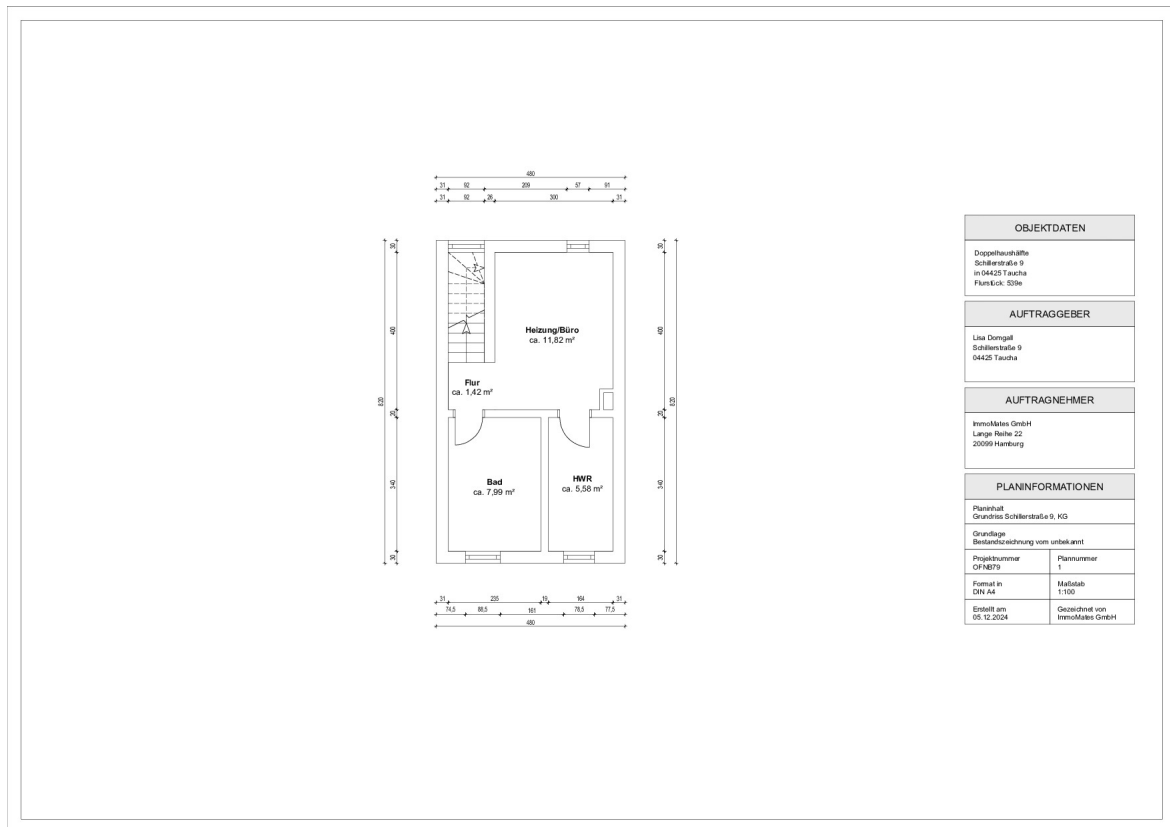 480
31 92 209 57 91
31 92 26 300 31
30 400 20 340 30
820
30 400 20 340 30
820
Heizung/Büro
ca. 11,82 m²
Flur
ca. 1,42 m²
Bad
ca. 7,99 m²
HWR
ca. 5,58 m²
31 235 19 164 31
74,5 88,5 161 78,5 77,5
480
OBJEKTDATEN
Doppelhaushälfte
Schillerstraße 9
in 04425 Taucha
Flurstück: 539e
AUFTRAGGEBER
Lisa Domgall
Schillerstraße 9
04425 Taucha
AUFTRAGNEHMER
ImmoMates GmbH
Lange Reihe 22
20099 Hamburg
PLANINFORMATIONEN
Planinhalt
Grundriss Schillerstraße 9, KG
Grundlage
Bestandszeichnung vom unbekannt
Projektnummer Plannummer
OFNB79 1
Format in Maßstab
DIN A4 1:100
Erstellt am Gezeichnet von
05.12.2024 ImmoMates GmbH